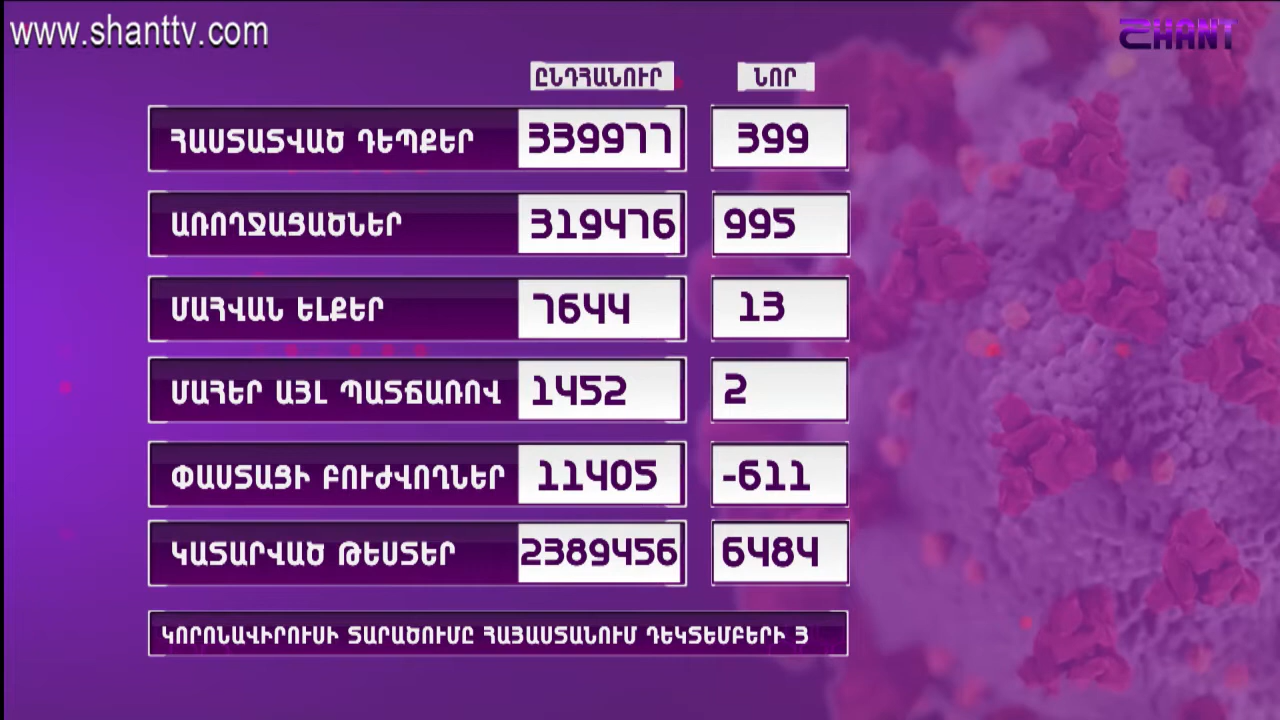 www.shanttv.com
SHANT
ԸՆԴՀԱՆՈՒՐ ՆՈՐ
ՀԱՍՏԱՏՎԱԾ ԴԵՊՔԵՐ 339977 399
ԱՌՈՂՋԱՑԱԾՆԵՐ 319476 995
ՄԱՀՎԱՆ ԵԼՔԵՐ 7644 13
ՄԱՀԵՐ ԱՅԼ ՊԱՏՃԱՌՈՎ 1452 2
ՓԱՍՏԱՑԻ ԲՈՒԺՎՈՂՆԵՐ 11405 -611
ԿԱՏԱՐՎԱԾ ԹԵՍՏԵՐ 2389456 6484
ԿՈՐՈՆԱՎԻՐՈՒՍԻ ՏԱՐԱԾՈՒՄԸ ՀԱՅԱՍՏԱՆՈՒՄ ԴԵԿՏԵՄԲԵՐԻ 3